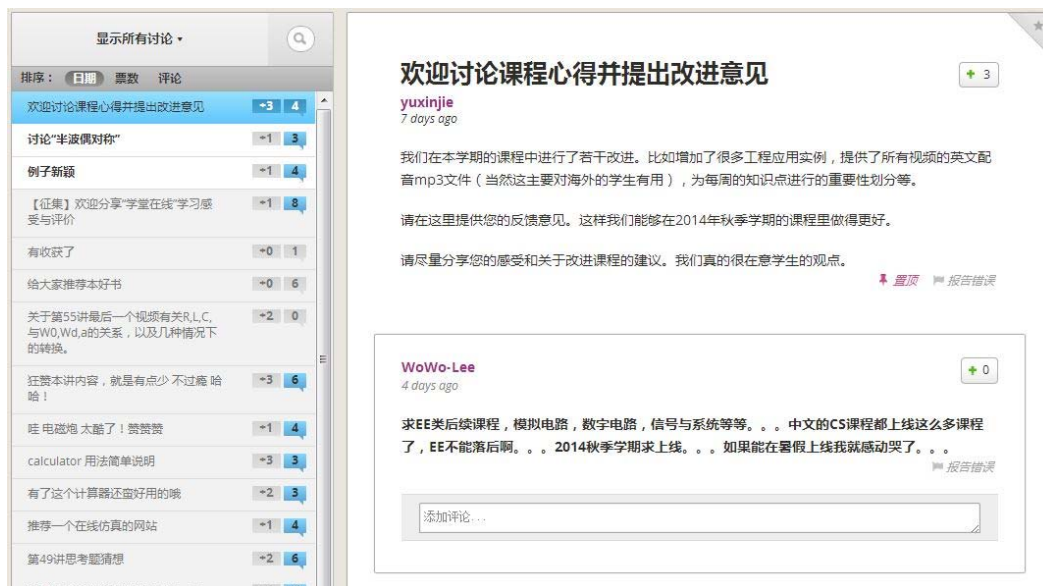 显示所有讨论
排序： 日期 票数 评论
欢迎讨论课程心得并提出改进意见 +3 4
讨论“半波偶对称” +1 3
例子新颖 +1 4
【征集】欢迎分享“学堂在线”学习感
受与评价 +1 8
有收获了 +0 1
给大家推荐本好书 +0 6
关于第55讲最后一个视频有关R,L,C, +2 0
与W0,Wd,a的关系，以及几种情况下
的转换。
狂赞本讲内容，就是有点少 不过瘾 哈
哈！ +3 6
哇 电磁炮 太酷了！赞赞赞 +1 4
calculator 用法简单说明 +3 3
有了这个计算器还蛮好用的哦 +2 3
推荐一个在线仿真的网站 +1 4
第49讲思考题猜想 +2 6
欢迎讨论课程心得并提出改进意见
+ 3
yuxinjie
7 days ago
我们在本学期的课程中进行了若干改进。比如增加了很多工程应用实例，提供了所有视频的英文配
音mp3文件（当然这主要对海外的学生有用），为每周的知识点进行的重要性划分等。
请在这里提供您的反馈意见。这样我们能够在2014年秋季学期的课程里做得更好。
请尽量分享您的感受和关于改进课程的建议。我们真的很在意学生的观点。
置顶 报告错误
WoWo-Lee
+ 0
4 days ago
求EE类后续课程，模拟电路，数字电路，信号与系统等等。。。中文的CS课程都上线这么多课程
了，EE不能落后啊。。。2014秋季学期求上线。。。如果能在暑假上线我就感动哭了。。。
报告错误
添加评论...